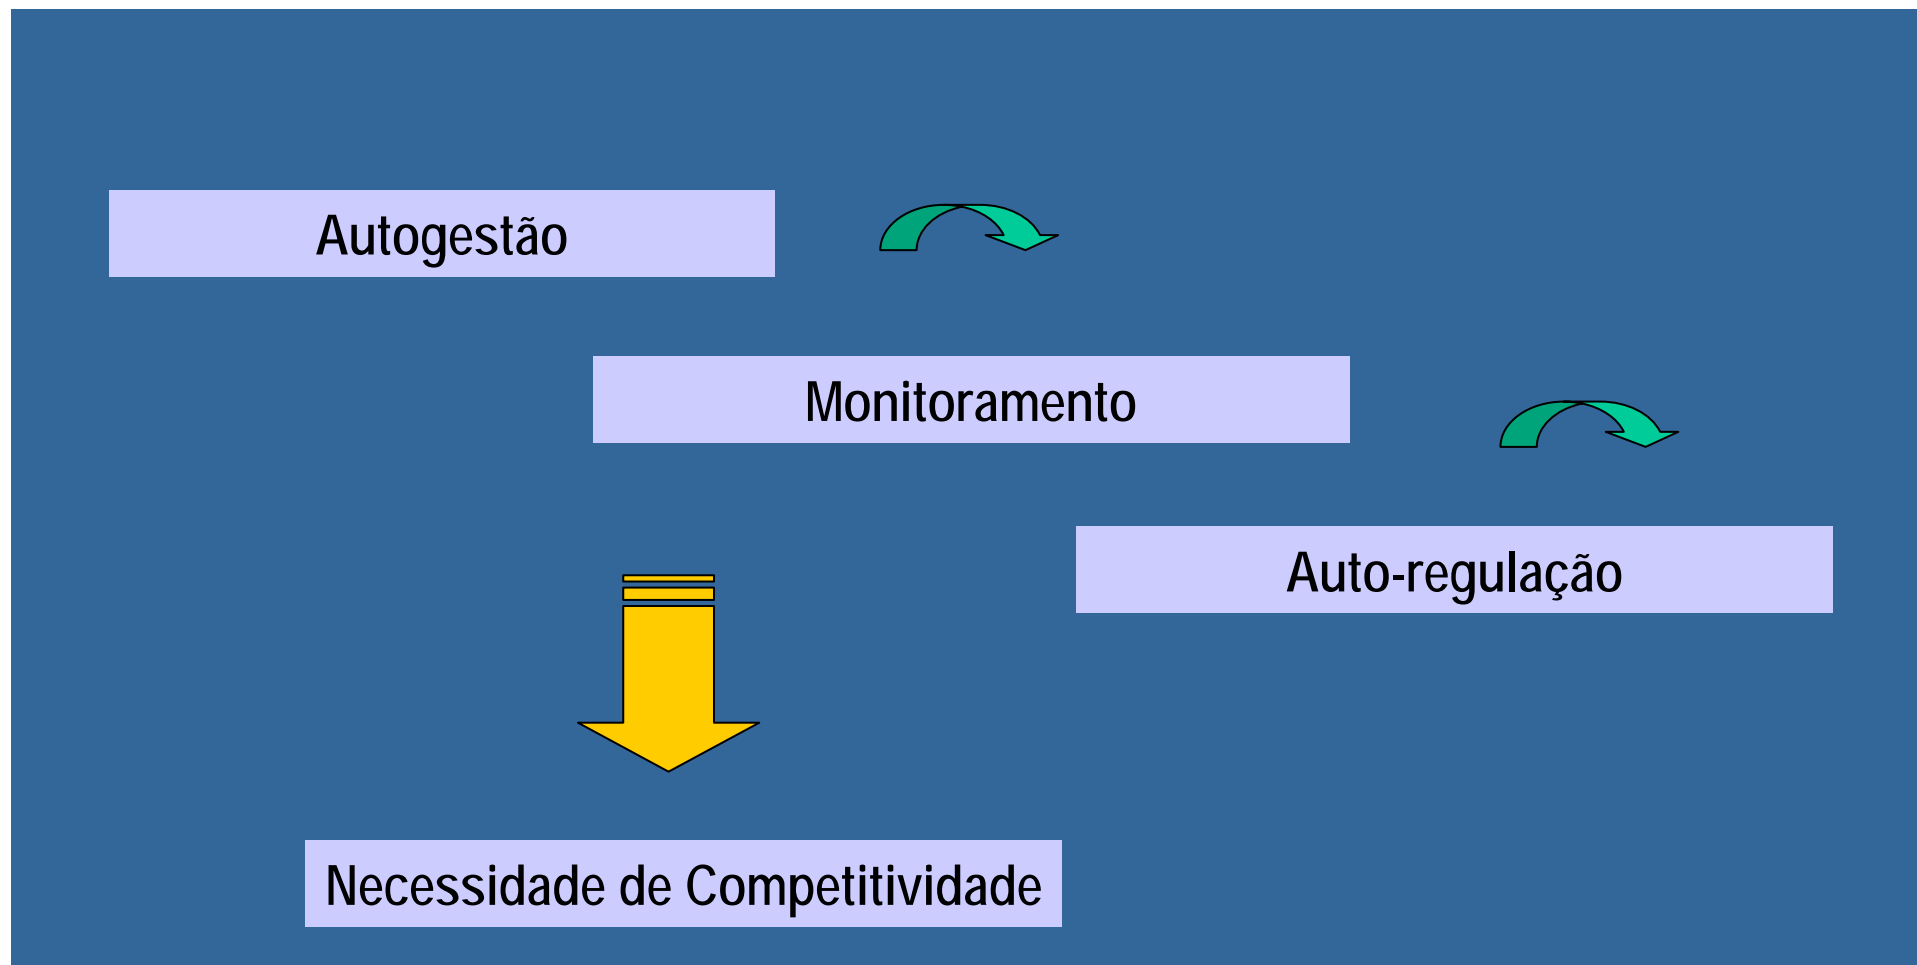 Autogestão
Monitoramento
Auto-regulação
Necessidade de Competitividade